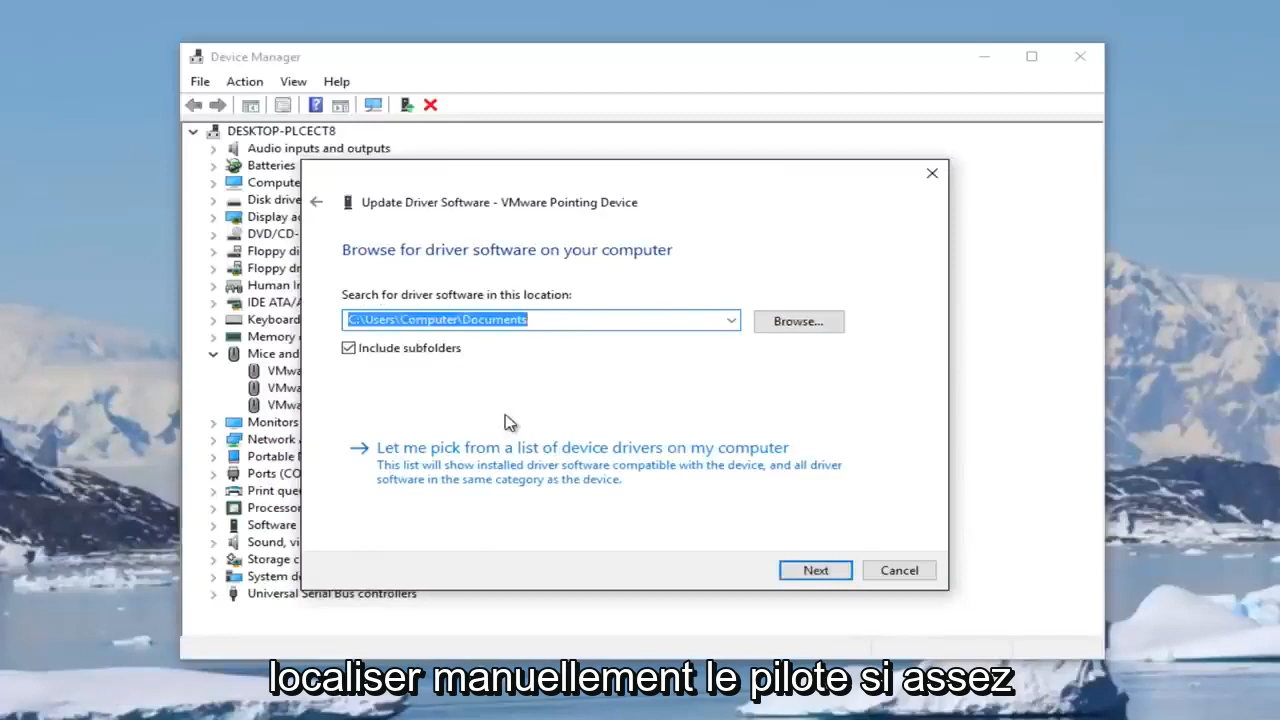 Device Manager
File Action View Help
DESKTOP-PLCECT8
Audio inputs and outputs
Batteries
Compute
Disk drive
Display a
DVD/CD-
Floppy di
Floppy dr
Human I
IDE ATA/A
Keyboard
Memory
Mice and
VMwa
VMwa
VMwa
Monitors
Network
Portable
Ports (CO
Print que
Processo
Software
Sound, vi
Storage c
System de
Universal Serial Bus controllers
Update Driver Software - VMware Pointing Device
Browse for driver software on your computer
Search for driver software in this location:
C:\Users\Computer\Documents
Browse...
Include subfolders
Let me pick from a list of device drivers on my computer
This list will show installed driver software compatible with the device, and all driver
software in the same category as the device.
Next Cancel
localiser manuellement le pilote si assez